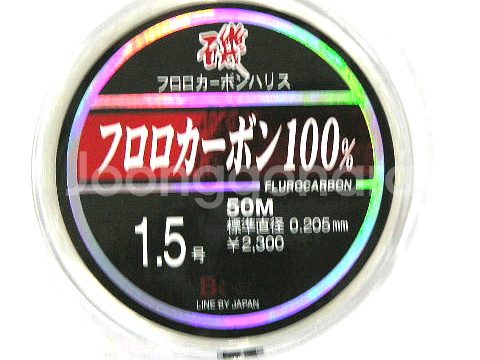 磯
フロロカーボンハリス
フロロカーボン100%
FLUROCARBON
50M
1.5号
標準直径 0.205mm
￥2,300
LINE BY JAPAN